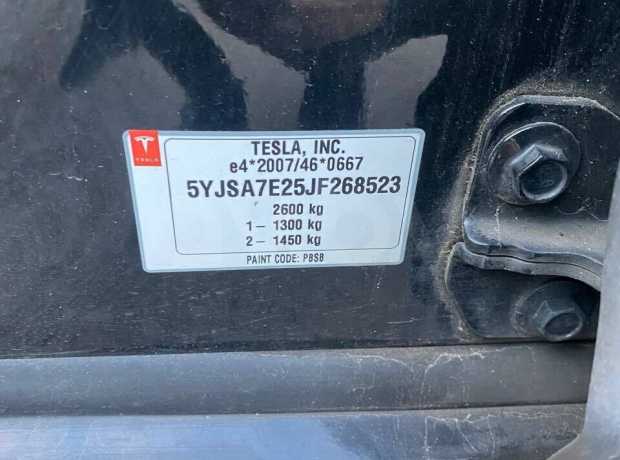 TESLA
TESLA, INC.
e4*2007/46*0667
5YJSA7E25JF268523
2600 kg
1– 1300 kg
2– 1450 kg
PAINT CODE: PBSB